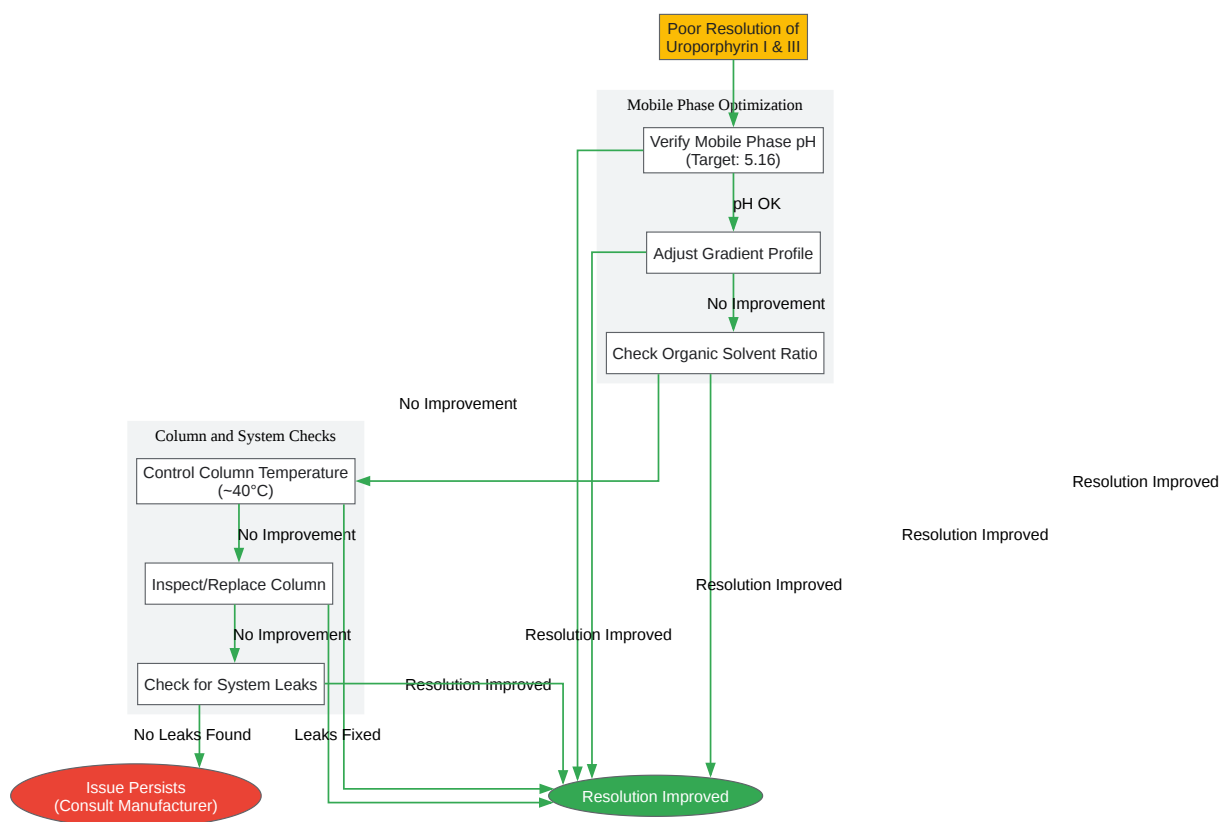 Poor Resolution of
Uroporphyrin I & III
Mobile Phase Optimization
Verify Mobile Phase pH
(Target: 5.16)
pH OK
Adjust Gradient Profile
No Improvement
Check Organic Solvent Ratio
No Improvement
Column and System Checks
Control Column Temperature
(~40°C)
Resolution Improved
No Improvement
Resolution Improved
Inspect/Replace Column
Resolution Improved
No Improvement
Resolution Improved
Check for System Leaks
Resolution Improved
No Leaks Found
Leaks Fixed
Issue Persists
(Consult Manufacturer)
Resolution Improved